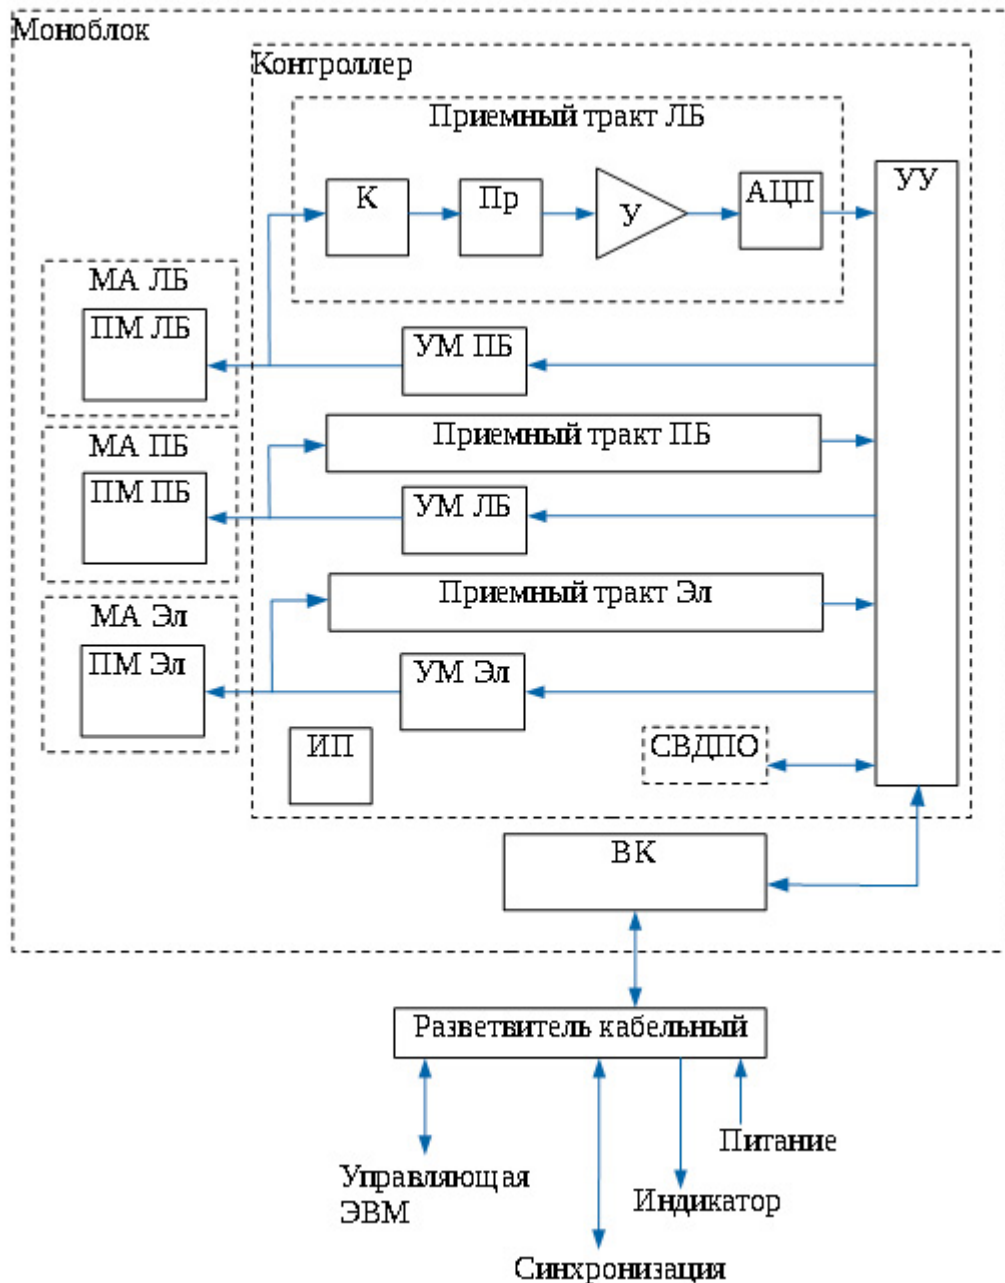 Моноблок
Контроллер
Приемный тракт ЛБ
К
Пр
У
АЦП
УУ
МА ЛБ
ПМ ЛБ
УМ ПБ
МА ПБ
ПМ ПБ
Приемный тракт ПБ
УМ ЛБ
МА Эл
ПМ Эл
Приемный тракт Эл
УМ Эл
ИП
СВДПО
ВК
Разветвитель кабельный
Питание
Управляющая
ЭВМ
Индикатор
Синхронизация